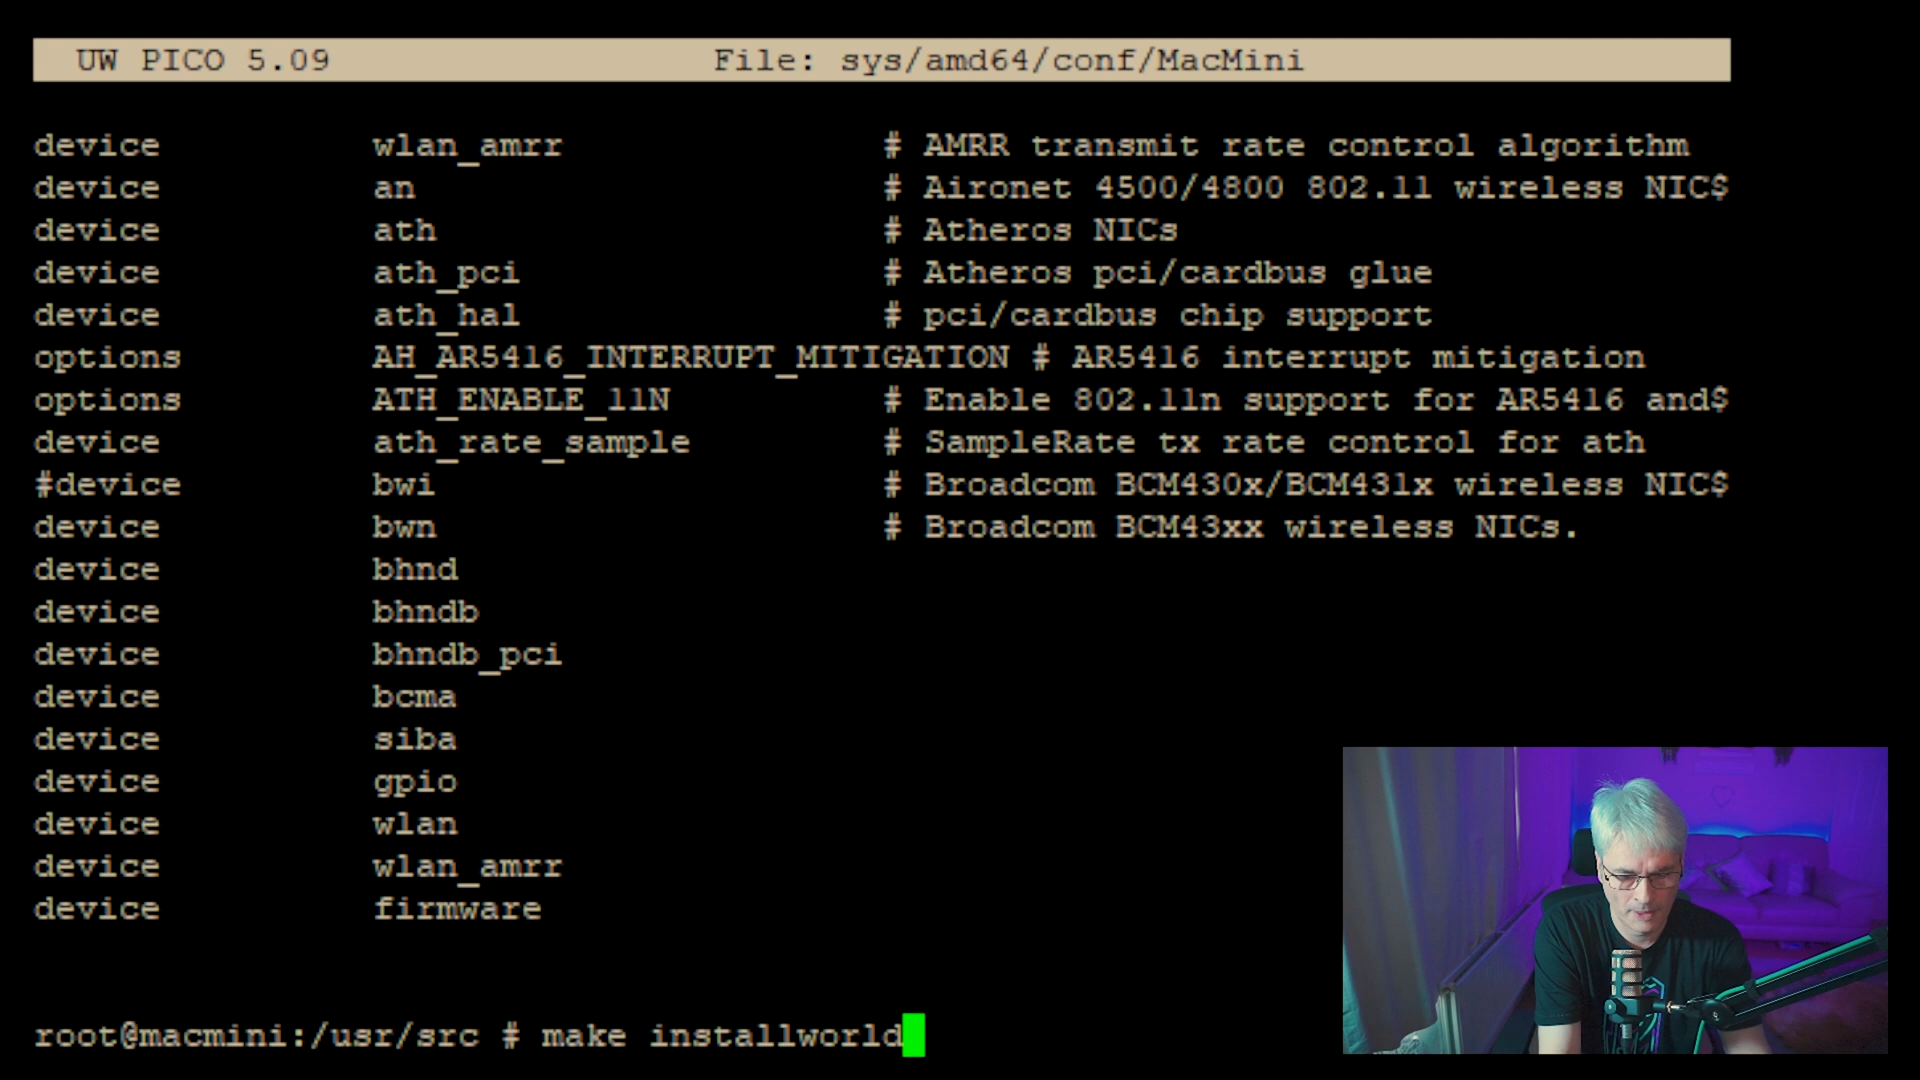 UW PICO 5.09 File: sys/amd64/conf/MacMini
device wlan_amrr # AMRR transmit rate control algorithm
device an # Aironet 4500/4800 802.11 wireless NIC$
device ath # Atheros NICs
device ath_pci # Atheros pci/cardbus glue
device ath_hal # pci/cardbus chip support
options AH_AR5416_INTERRUPT_MITIGATION # AR5416 interrupt mitigation
options ATH_ENABLE_11N # Enable 802.11n support for AR5416 and$
device ath_rate_sample # SampleRate tx rate control for ath
#device bwi # Broadcom BCM430x/BCM431x wireless NIC$
device bwn # Broadcom BCM43xx wireless NICs.
device bhnd
device bhndb
device bhndb_pci
device bcma
device siba
device gpio
device wlan
device wlan_amrr
device firmware
root@macmini:/usr/src # make installworld